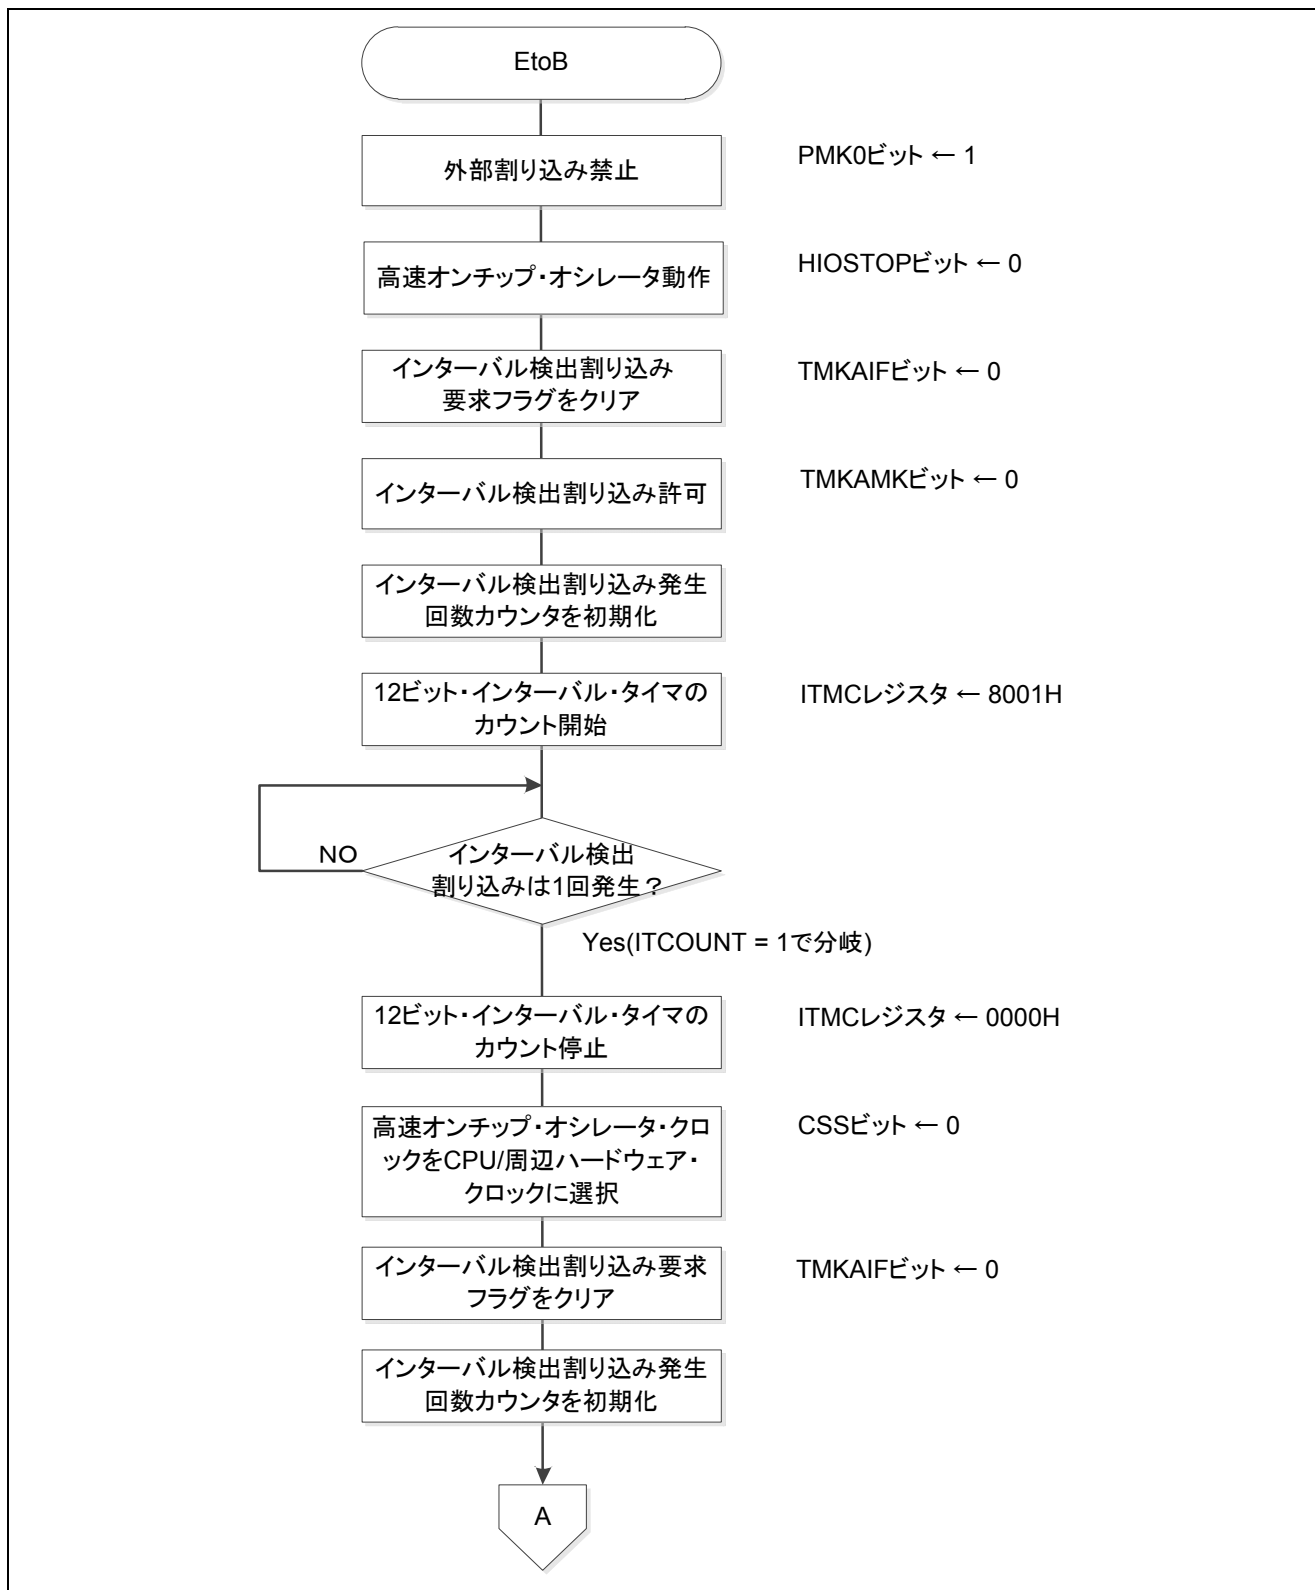 EtoB
外部割り込み禁止
PMK0ビット ← 1
高速オンチップ・オシレータ動作
HIOSTOPビット ← 0
インターバル検出割り込み
要求フラグをクリア
TMKAIFビット ← 0
インターバル検出割り込み許可
TMKAMKビット ← 0
インターバル検出割り込み発生
回数カウンタを初期化
12ビット・インターバル・タイマの
カウント開始
ITMCレジスタ ← 8001H
NO
インターバル検出
割り込みは1回発生？
Yes(ITCOUNT = 1で分岐)
12ビット・インターバル・タイマの
カウント停止
ITMCレジスタ ← 0000H
高速オンチップ・オシレータ・クロ
ックをCPU/周辺ハードウェア・
クロックに選択
CSSビット ← 0
インターバル検出割り込み要求
フラグをクリア
TMKAIFビット ← 0
インターバル検出割り込み発生
回数カウンタを初期化
A